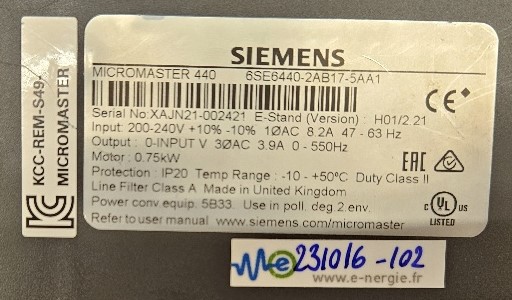 KCC-REM-S49
MICROMASTER
SIEMENS
MICROMASTER 440 6SE6440-2AB17-5AA1
Serial No:XAJN21-002421 E-Stand (Version) : H01/2.21
Input: 200-240V +10% -10% 1ØAC 8.2A 47 - 63 Hz
Output : 0-INPUT V 3ØAC 3.9A 0 - 550Hz
Motor : 0.75kW
Protection : IP20 Temp Range : -10 - +50°C Duty Class II
Line Filter Class A Made in United Kingdom
Power conv.equip. 5B33. Use in poll. deg.2 env.
Refer to user manual www.siemens.com/micromaster
CE
EAC
C UL US
LISTED
e 231016-102
www.e-nergie.fr